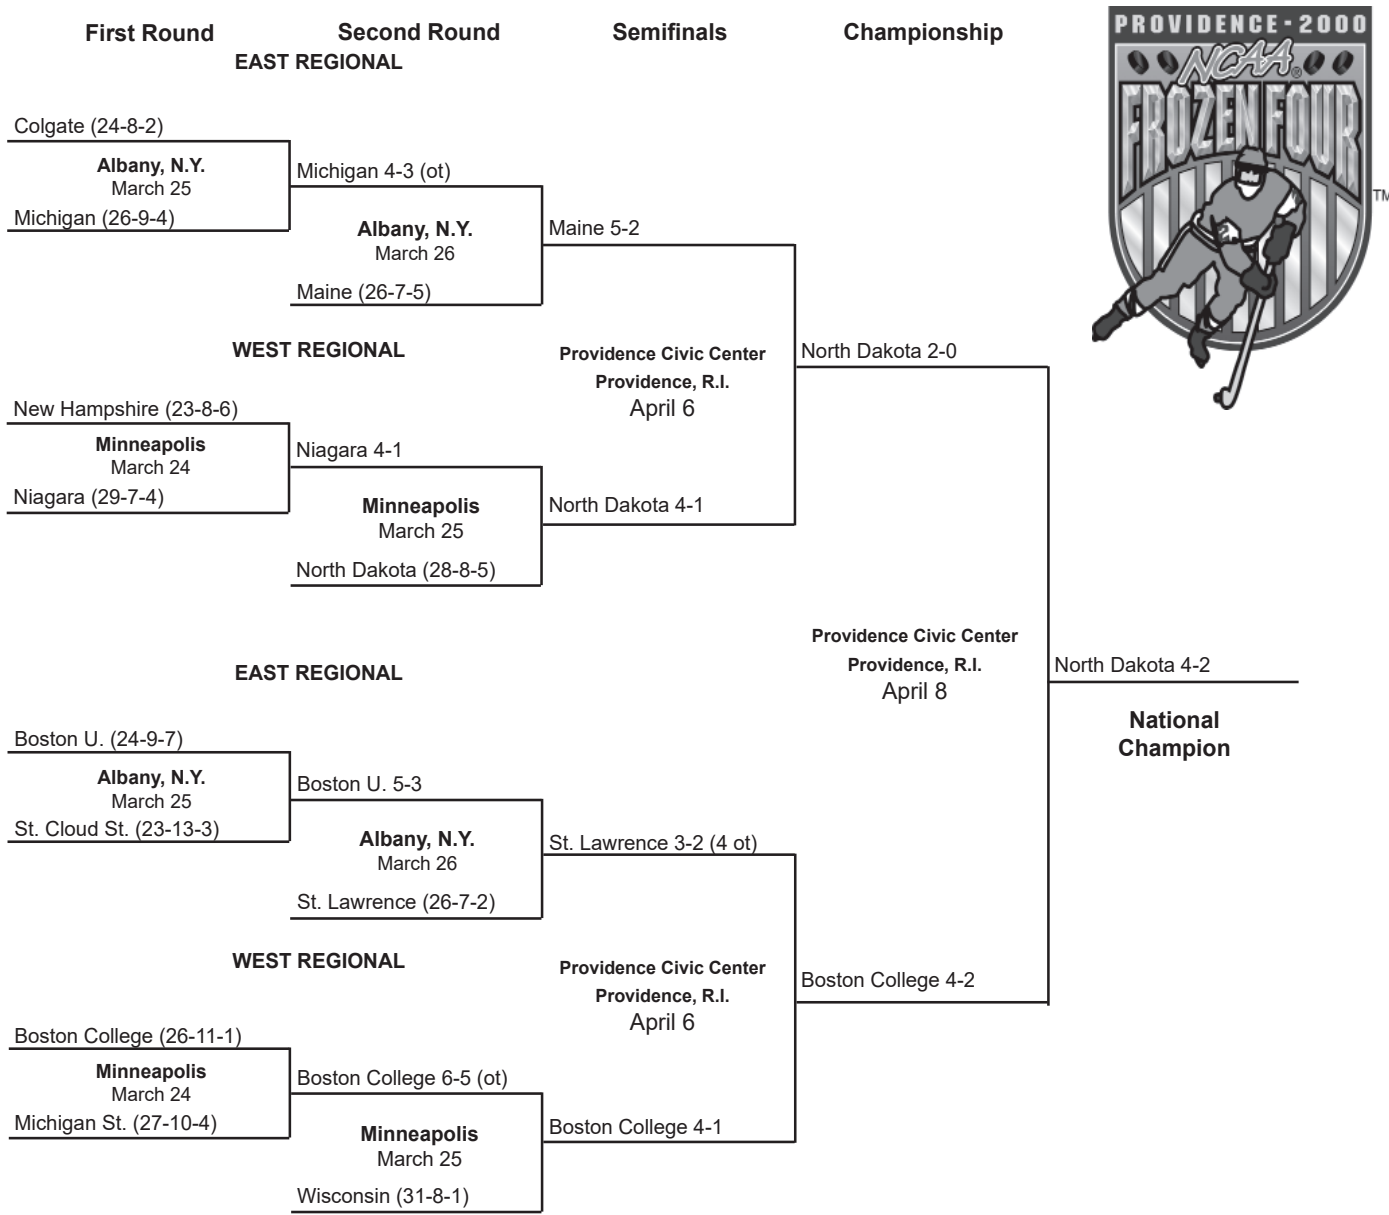 First Round
Second Round
Semifinals
Championship
EAST REGIONAL
PROVIDENCE - 2000
NCAA®
FROZEN FOUR
TM
Colgate (24-8-2)
Albany, N.Y.
March 25
Michigan (26-9-4)
Michigan 4-3 (ot)
Albany, N.Y.
March 26
Maine (26-7-5)
Maine 5-2
WEST REGIONAL
New Hampshire (23-8-6)
Minneapolis
March 24
Niagara (29-7-4)
Niagara 4-1
Minneapolis
March 25
North Dakota (28-8-5)
North Dakota 4-1
Providence Civic Center
Providence, R.I.
April 6
North Dakota 2-0
EAST REGIONAL
Boston U. (24-9-7)
Albany, N.Y.
March 25
St. Cloud St. (23-13-3)
Boston U. 5-3
Albany, N.Y.
March 26
St. Lawrence (26-7-2)
St. Lawrence 3-2 (4 ot)
WEST REGIONAL
Boston College (26-11-1)
Minneapolis
March 24
Michigan St. (27-10-4)
Boston College 6-5 (ot)
Minneapolis
March 25
Wisconsin (31-8-1)
Boston College 4-1
Providence Civic Center
Providence, R.I.
April 6
Boston College 4-2
Providence Civic Center
Providence, R.I.
April 8
North Dakota 4-2
National
Champion